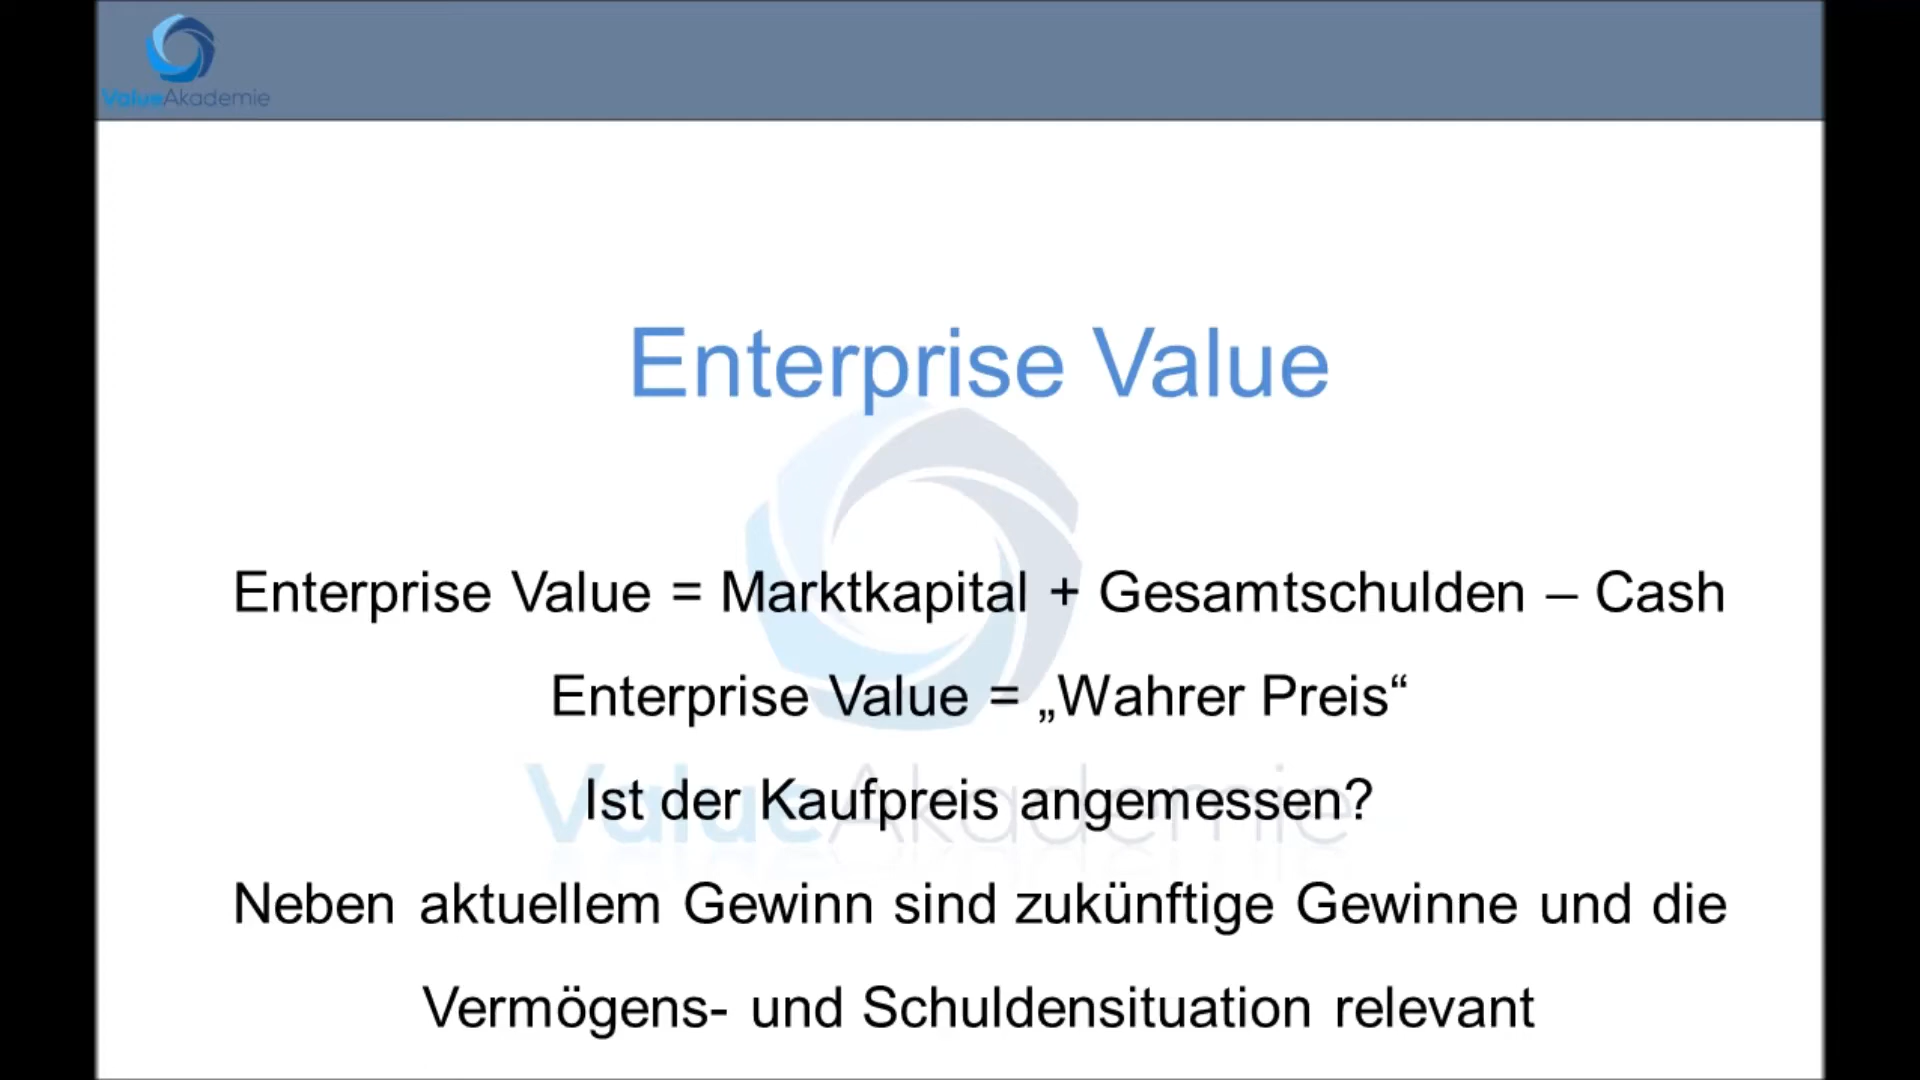 ValueAkademie
Enterprise Value
Enterprise Value = Marktkapital + Gesamtschulden – Cash
Enterprise Value = „Wahrer Preis“
Ist der Kaufpreis angemessen?
ValueAkademie
Neben aktuellem Gewinn sind zukünftige Gewinne und die
Vermögens- und Schuldensituation relevant